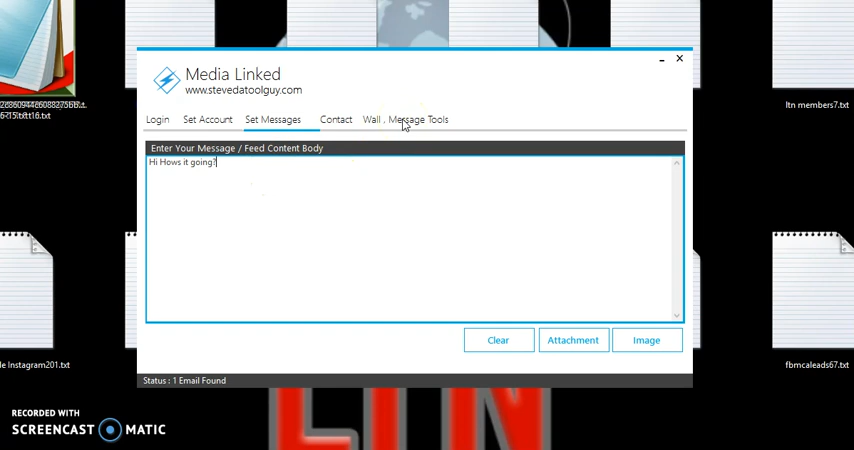 Media Linked
www.stevedatoolguy.com
Login Set Account Set Messages Contact Wall , Message Tools
Enter Your Message / Feed Content Body
Hi Hows it going?
Clear Attachment Image
Status : 1 Email Found
ltn members7.txt
Instagram201.txt
fbmcaleads67.txt
RECORDED WITH
SCREENCAST MATIC
LTN